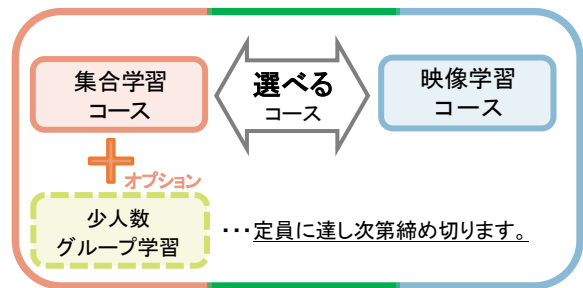 集合学習
コース
選べる
コース
映像学習
コース
オプション
少人数
グループ学習
・・・定員に達し次第締め切ります。